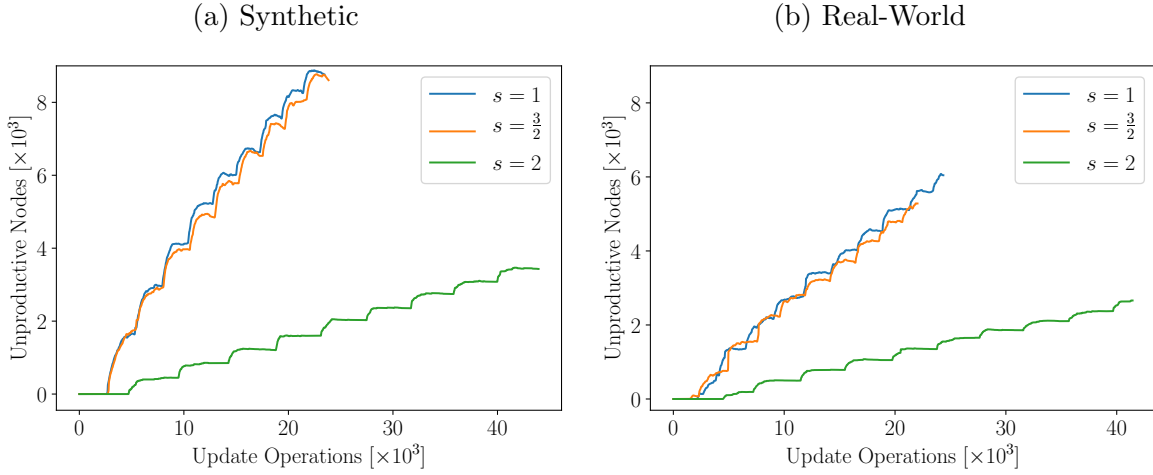 (a) Synthetic
Unproductive Nodes [×10³]
8
6
4
2
0
s = 1
s = 3/2
s = 2
0 10 20 30 40
Update Operations [×10³]
(b) Real-World
Unproductive Nodes [×10³]
8
6
4
2
0
s = 1
s = 3/2
s = 2
0 10 20 30 40
Update Operations [×10³]